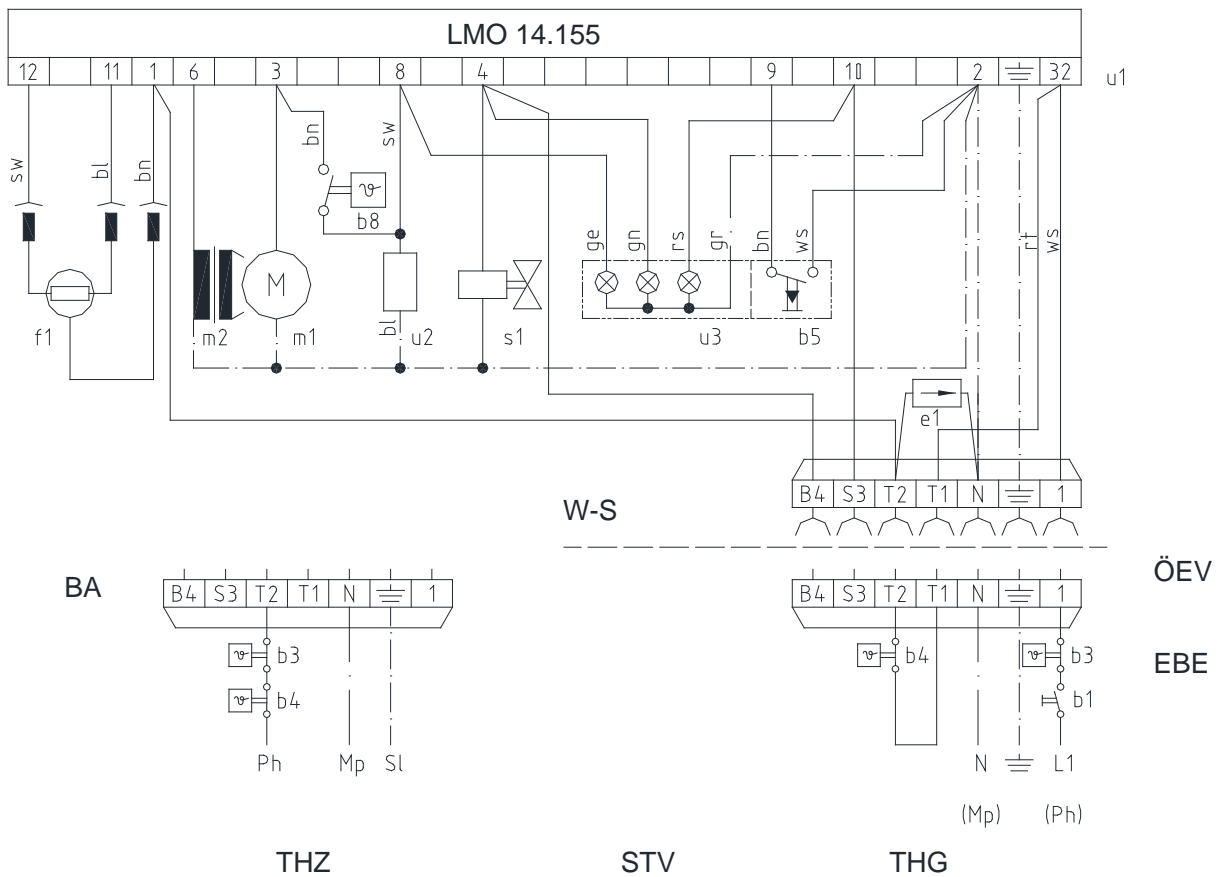 LMO 14.155
12 11 1 6 3 8 4 9 10 2 32
u1
sw bl bn bn sw
b8
ge gn rs gr bn ws rt ws
M
bl
f1 m2 m1 u2 s1 u3 b5
e1
B4 S3 T2 T1 N 1
W-S
ÖEV
BA
B4 S3 T2 T1 N 1
B4 S3 T2 T1 N 1
b3 b4 b3
EBE
b4 b1
Ph Mp Sl N L1
(Mp) (Ph)
THZ STV THG